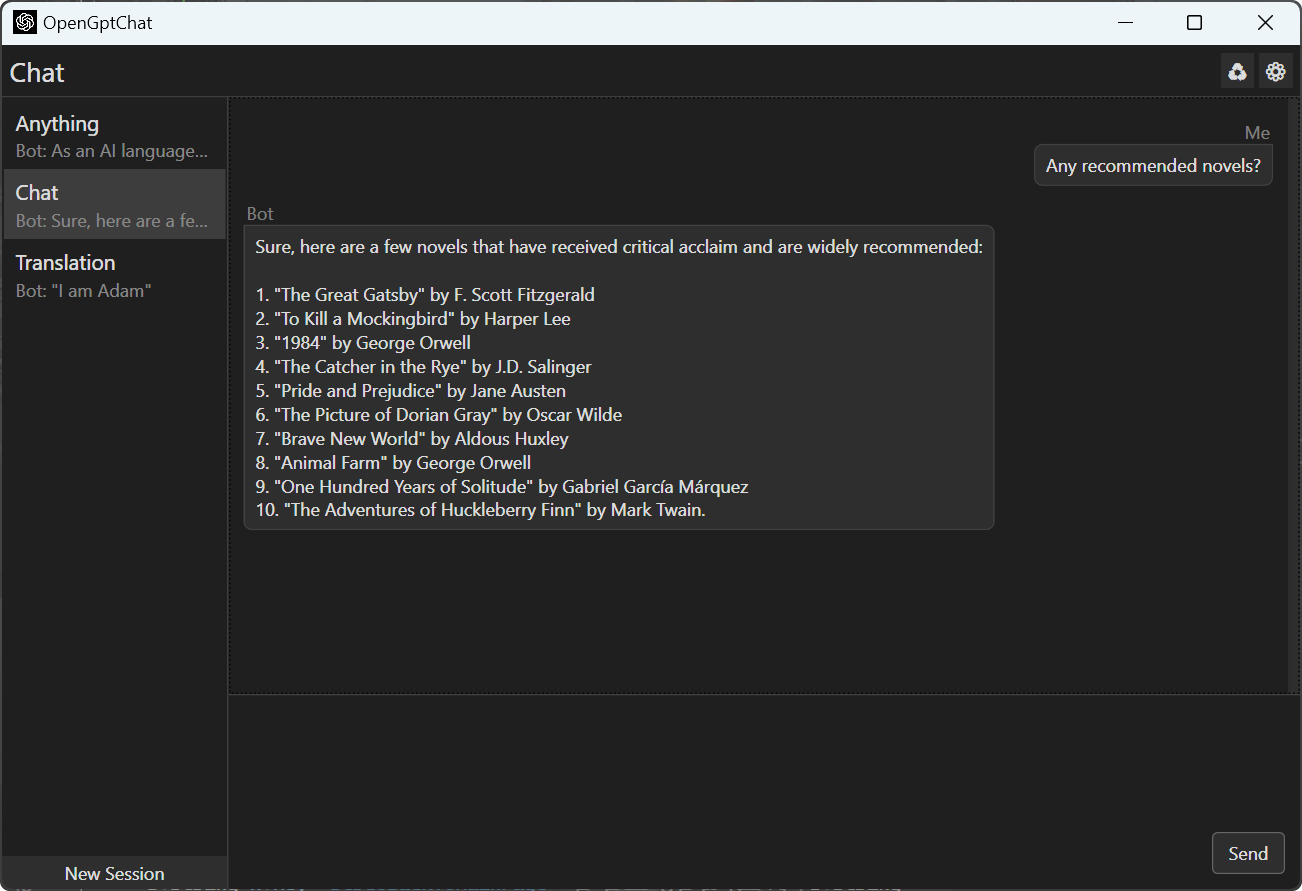 OpenGptChat
Chat
Anything
Bot: As an AI language...
Chat
Bot: Sure, here are a fe...
Translation
Bot: "I am Adam"
New Session
Me
Any recommended novels?
Bot
Sure, here are a few novels that have received critical acclaim and are widely recommended:
1. "The Great Gatsby" by F. Scott Fitzgerald
2. "To Kill a Mockingbird" by Harper Lee
3. "1984" by George Orwell
4. "The Catcher in the Rye" by J.D. Salinger
5. "Pride and Prejudice" by Jane Austen
6. "The Picture of Dorian Gray" by Oscar Wilde
7. "Brave New World" by Aldous Huxley
8. "Animal Farm" by George Orwell
9. "One Hundred Years of Solitude" by Gabriel García Márquez
10. "The Adventures of Huckleberry Finn" by Mark Twain.
Send